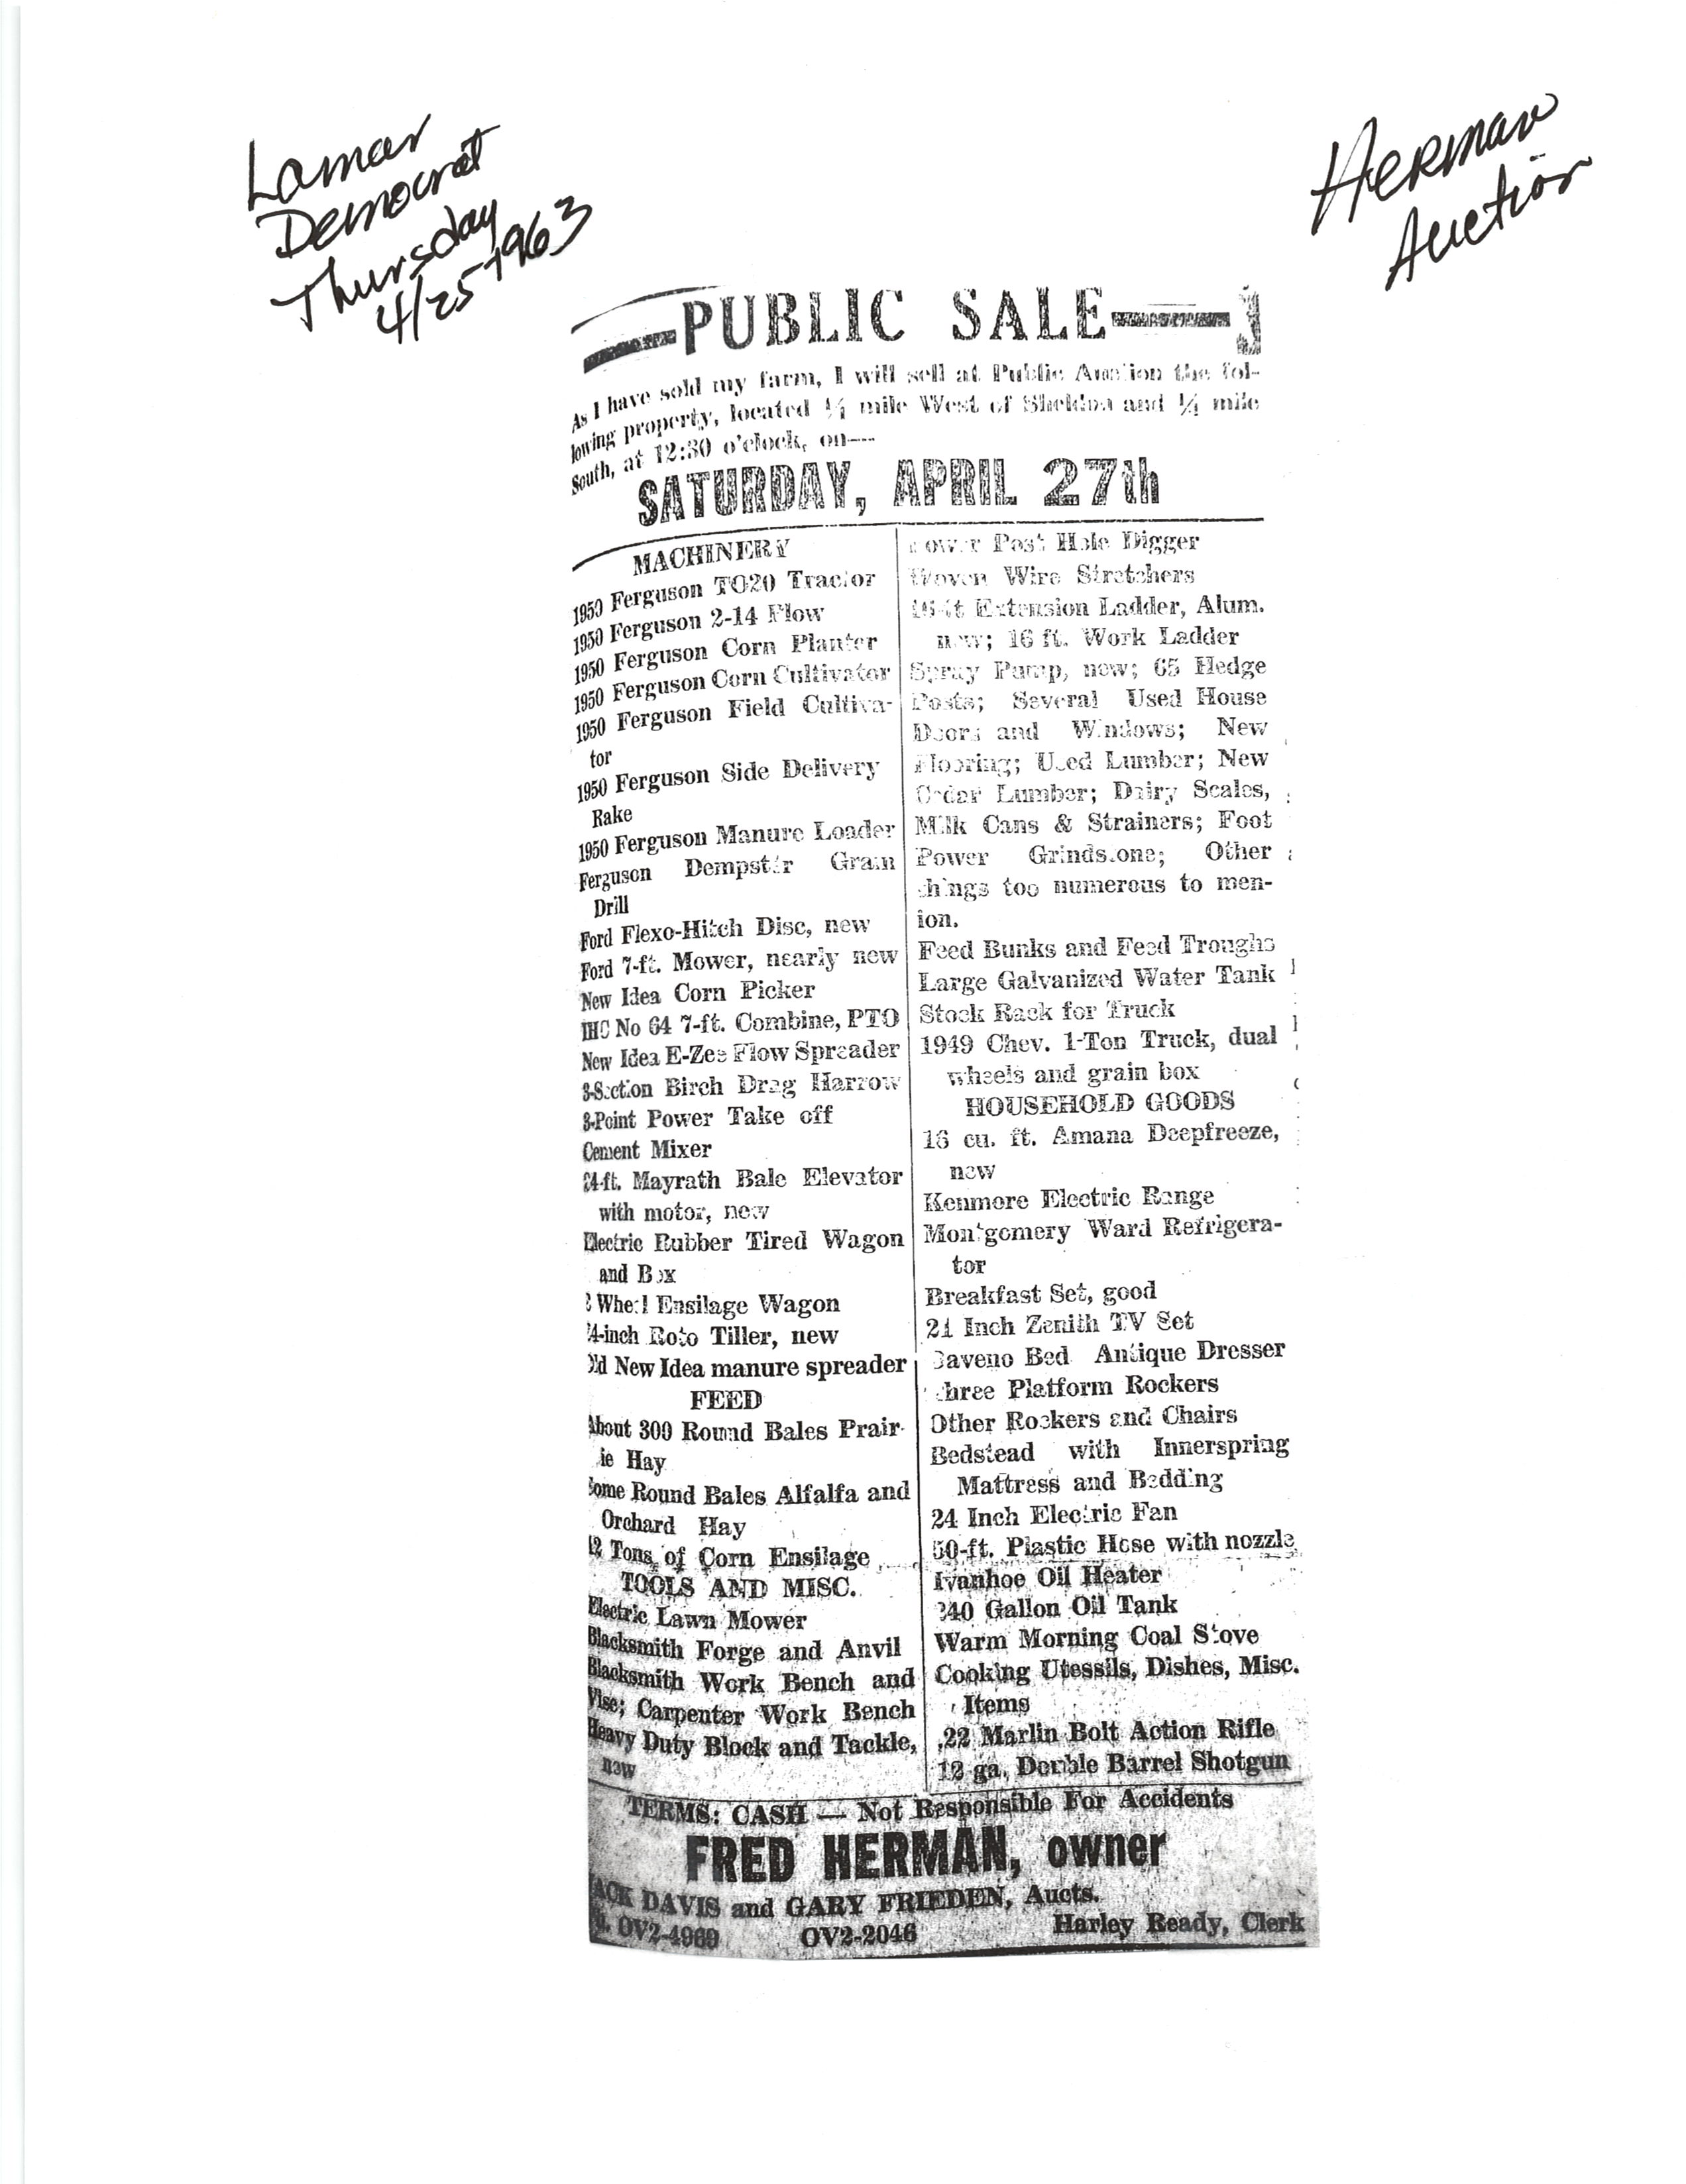 Lamar
Democrat
Thursday
4/25-1963
Herman
Auction
PUBLIC SALE
As I have sold my farm, I will sell at Public Auction the fol-
lowing property, located mile West of Sheldon and mile
South, at 12:30 o'clock, on----
SATURDAY, APRIL 27th
MACHINERY
1950 Ferguson TO20 Tractor
1950 Ferguson 2-14 Plow
1950 Ferguson Corn Planter
1950 Ferguson Corn Cultivator
1950 Ferguson Field Cultiva-
tor
1950 Ferguson Side Delivery
Rake
1950 Ferguson Manure Loader
Ferguson Dempster Grain
Drill
Ford Flexo-Hitch Disc, new
Ford 7-ft. Mower, nearly new
New Idea Corn Picker
IHC No 64 7-ft. Combine, PTO
New Idea E-Zee Flow Spreader
3-Section Birch Drag Harrow
3-Point Power Take off
Cement Mixer
24-ft. Mayrath Bale Elevator
with motor, new
Electric Rubber Tired Wagon
and Box
Wheel Ensilage Wagon
24-inch Roto Tiller, new
Old New Idea manure spreader
FEED
About 300 Round Bales Prair-
ie Hay
Some Round Bales Alfalfa and
Orchard Hay
12 Tons of Corn Ensilage
TOOLS AND MISC.
Electric Lawn Mower
Blacksmith Forge and Anvil
Blacksmith Work Bench and
Vise; Carpenter Work Bench
Heavy Duty Block and Tackle,
new
Power Post Hole Digger
Woven Wire Stretchers
Extension Ladder, Alum.
new; 16 ft. Work Ladder
Spray Pump, new; 65 Hedge
Posts; Several Used House
Doors and Windows; New
Flooring; Used Lumber; New
Cedar Lumber; Dairy Scales,
Milk Cans & Strainers; Foot
Power Grindstone; Other
things too numerous to men-
tion.
Feed Bunks and Feed Troughs
Large Galvanized Water Tank
Stock Rack for Truck
1949 Chev. 1-Ton Truck, dual
wheels and grain box
HOUSEHOLD GOODS
16 cu. ft. Amana Deepfreeze,
new
Kenmore Electric Range
Montgomery Ward Refrigera-
tor
Breakfast Set, good
21 Inch Zenith TV Set
Daveno Bed Antique Dresser
Three Platform Rockers
Other Rockers and Chairs
Bedstead with Innerspring
Mattress and Bedding
24 Inch Electric Fan
50-ft. Plastic Hose with nozzle
Ivanhoe Oil Heater
240 Gallon Oil Tank
Warm Morning Coal Stove
Cooking Utessils, Dishes, Misc.
Items
.22 Marlin Bolt Action Rifle
12 ga. Double Barrel Shotgun
TERMS: CASH — Not Responsible For Accidents
FRED HERMAN, owner
JACK DAVIS and GARY FRIEDEN, Aucts.
OV2-4969 OV2-2046 Harley Ready, Clerk